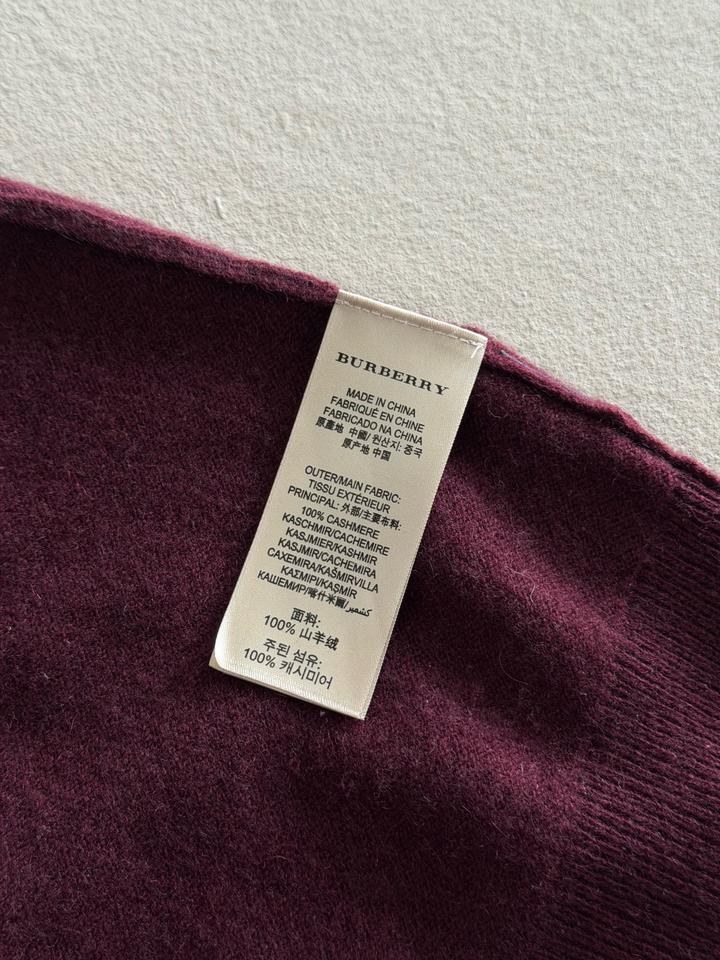 BURBERRY
MADE IN CHINA
FABRIQUÉ EN CHINE
FABRICADO NA CHINA
原產地 中國/ 원산지: 중국
原产地 中国
OUTER/MAIN FABRIC:
TISSU EXTÉRIEUR
PRINCIPAL: 外部/主要布料:
100% CASHMERE
KASCHMIR/CACHEMIRE
KASJMIER/KASHMIR
KASJMIR/CACHEMIRA
CAXEMIRA/KAŠMIRVILLA
ΚΑΣΜΙΡΙ/KAŞMİR
КАШЕМИР/喀什米爾/كشمير
面料:
100% 山羊绒
주된 섬유:
100% 캐시미어